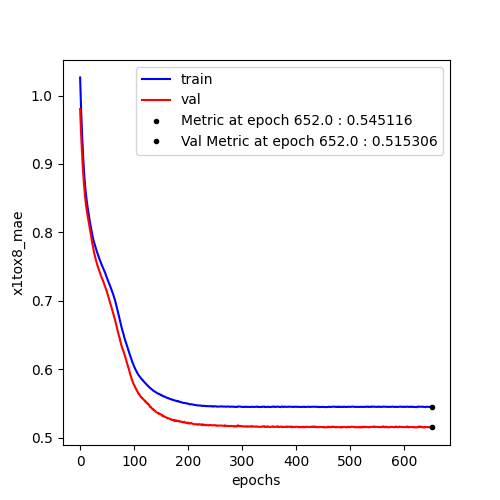 train
val
Metric at epoch 652.0 : 0.545116
Val Metric at epoch 652.0 : 0.515306
1.0
0.9
0.8
0.7
0.6
0.5
x1tox8_mae
0 100 200 300 400 500 600
epochs